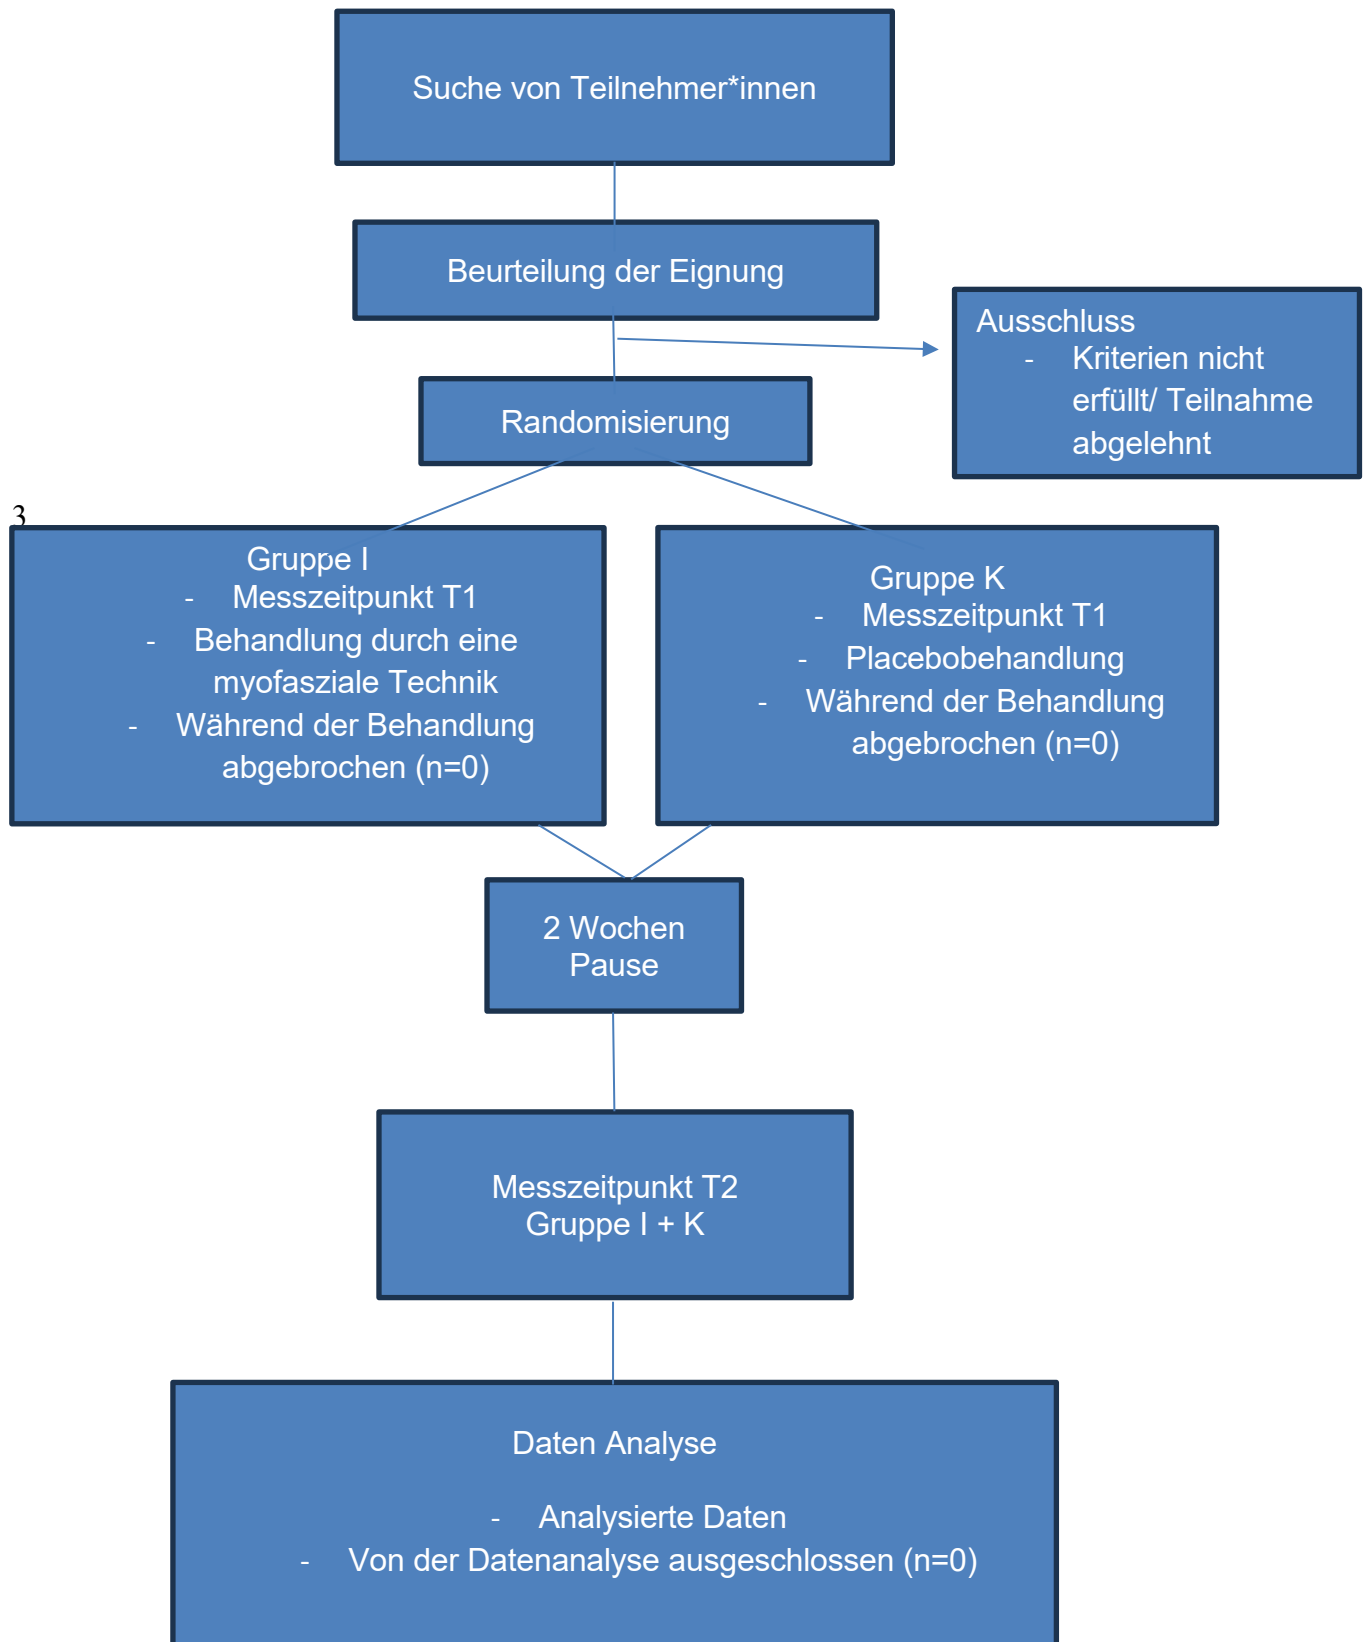 Suche von Teilnehmer*innen
Beurteilung der Eignung
Ausschluss
- Kriterien nicht
erfüllt/ Teilnahme
abgelehnt
Randomisierung
3
Gruppe I
- Messzeitpunkt T1
- Behandlung durch eine
myofasziale Technik
- Während der Behandlung
abgebrochen (n=0)
Gruppe K
- Messzeitpunkt T1
- Placebobehandlung
- Während der Behandlung
abgebrochen (n=0)
2 Wochen
Pause
Messzeitpunkt T2
Gruppe I + K
Daten Analyse
- Analysierte Daten
- Von der Datenanalyse ausgeschlossen (n=0)